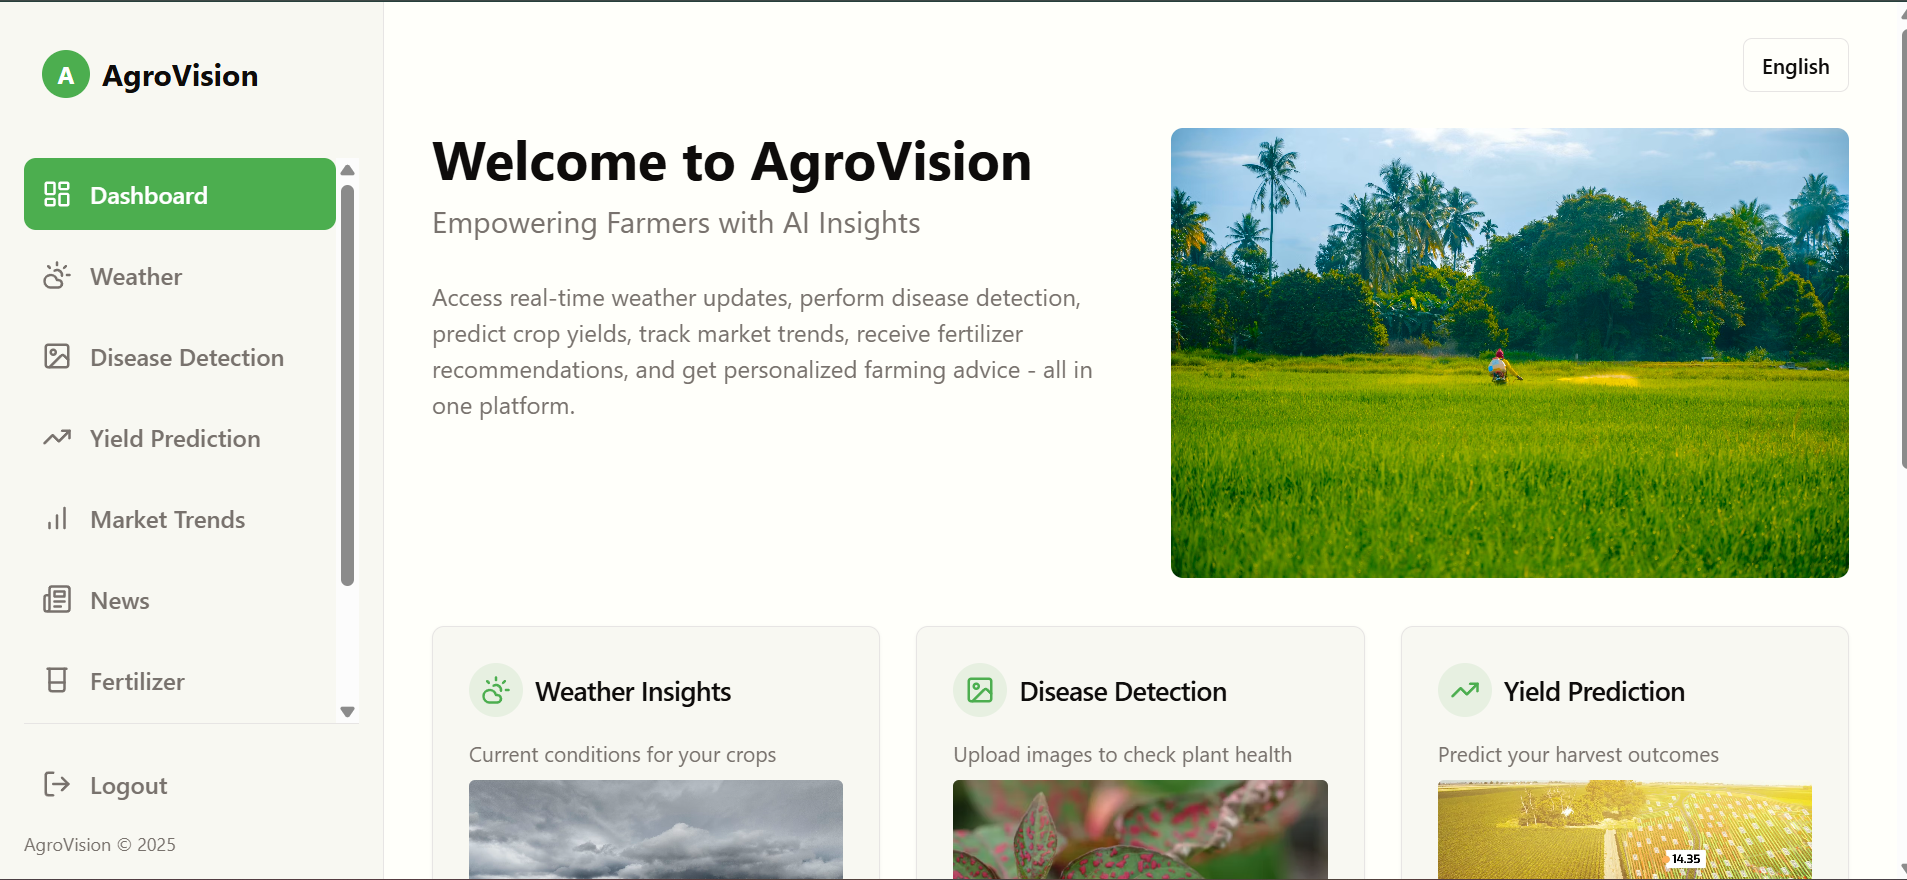 A AgroVision
Dashboard
Weather
Disease Detection
Yield Prediction
Market Trends
News
Fertilizer
Logout
AgroVision © 2025
English
Welcome to AgroVision
Empowering Farmers with AI Insights
Access real-time weather updates, perform disease detection,
predict crop yields, track market trends, receive fertilizer
recommendations, and get personalized farming advice - all in
one platform.
Weather Insights
Current conditions for your crops
Disease Detection
Upload images to check plant health
Yield Prediction
Predict your harvest outcomes
14.35